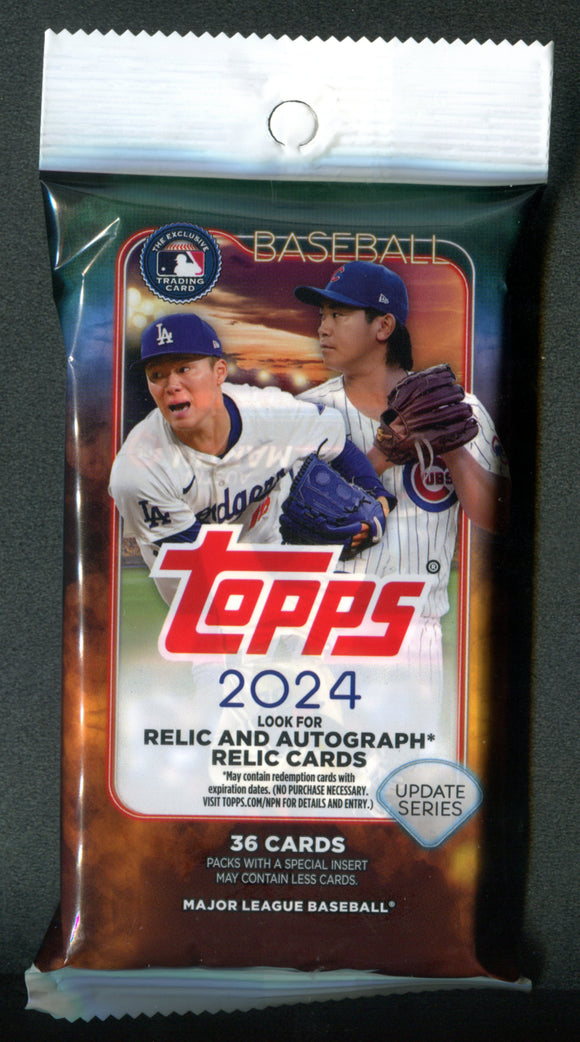 THE EXCLUSIVE
TRADING
CARD
BASEBALL
LA
LA
Dodgers
CUBS
TOPPS®
2024
LOOK FOR
RELIC AND AUTOGRAPH*
RELIC CARDS
*May contain redemption cards with
expiration dates. (NO PURCHASE NECESSARY.
VISIT TOPPS.COM/NPN FOR DETAILS AND ENTRY.)
UPDATE
SERIES
36 CARDS
PACKS WITH A SPECIAL INSERT
MAY CONTAIN LESS CARDS.
MAJOR LEAGUE BASEBALL®